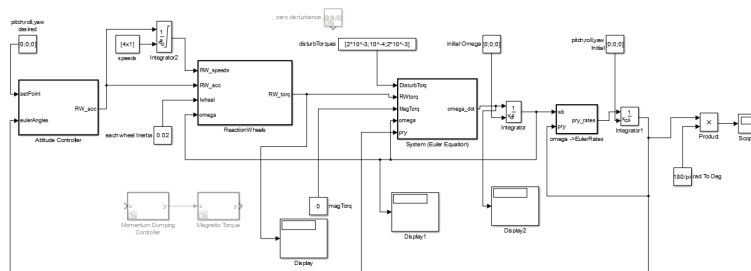 zero disturbance
[0;0;0]
pitch,roll,yaw
desired
[0;0;0]
[4x1]
speeds
Integrator2
disturbTorques
[2*10^-3;10^-4;2*10^-3]
initial Omega
[0;0;0]
pitch,roll,yaw
Initial
[0;0;0]
setPoint
eulerAngles
RW_acc
Attitude Controller
RW_speeds
RW_acc
Iwheel
omega
RW_torq
ReactionWheels
each wheel Inertia
0.02
DisturbTorq
RWtorq
MagTorq
omega
pry
omega_dot
System (Euler Equation)
Integrator
wb
pry
pry_rates
omega ->EulerRates
Integrator1
×
Product
Scop
180/pi
rad To Deg
Momentum Dumping
Controller
Magnetic Torque
0
magTorq
Display
Display1
Display2